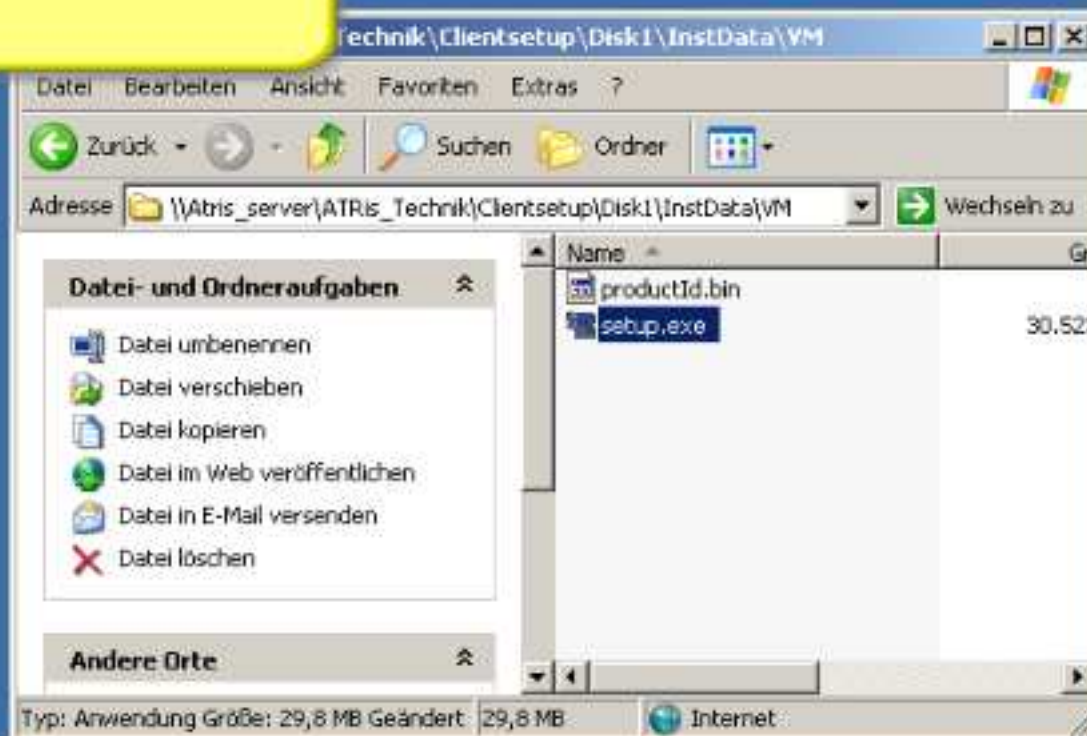 Technik\Clientsetup\Disk1\InstData\VM
Datei Bearbeiten Ansicht Favoriten Extras ?
Zurück Suchen Ordner
Adresse \\Atris_server\ATRis_Technik\Clientsetup\Disk1\InstData\VM Wechseln zu
Datei- und Ordneraufgaben
Datei umbenennen
Datei verschieben
Datei kopieren
Datei im Web veröffentlichen
Datei in E-Mail versenden
Datei löschen
Andere Orte
Name Gr
productId.bin
setup.exe 30.52
Typ: Anwendung Größe: 29,8 MB Geändert 29,8 MB Internet